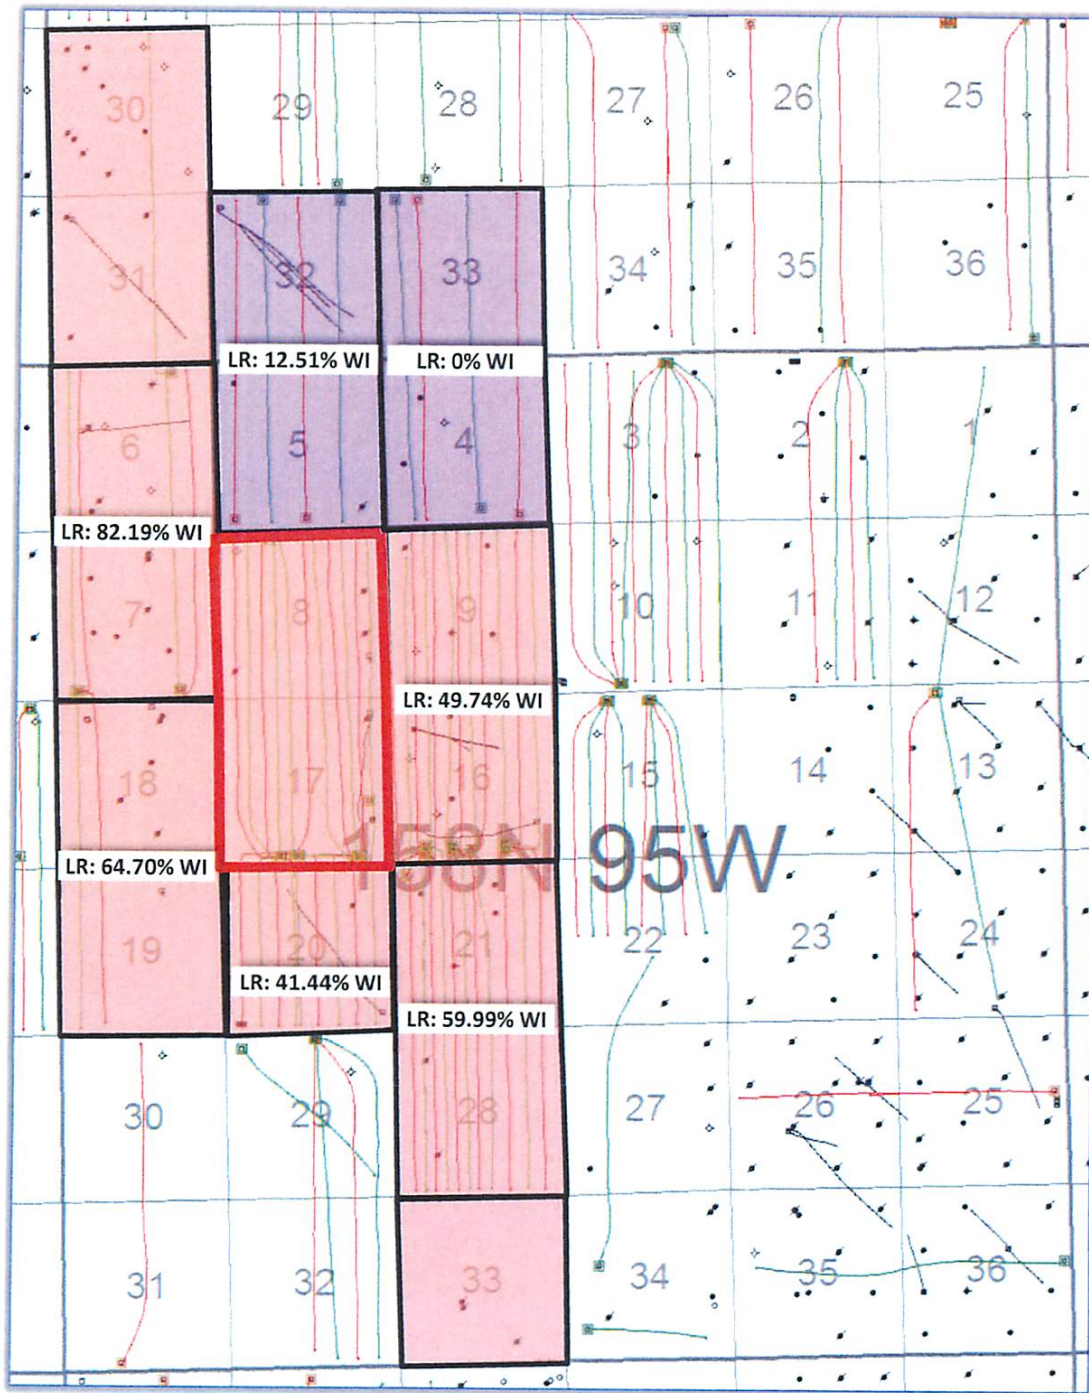 30 29 28 27 26 25
31 32 33 34 35 36
LR: 12.51% WI LR: 0% WI
6 5 4 3 2 1
LR: 82.19% WI
7 8 9 10 11 12
LR: 49.74% WI
18 17 16 15 14 13
158N 95W
LR: 64.70% WI
19 20 21 22 23 24
LR: 41.44% WI
LR: 59.99% WI
30 29 28 27 26 25
31 32 33 34 35 36